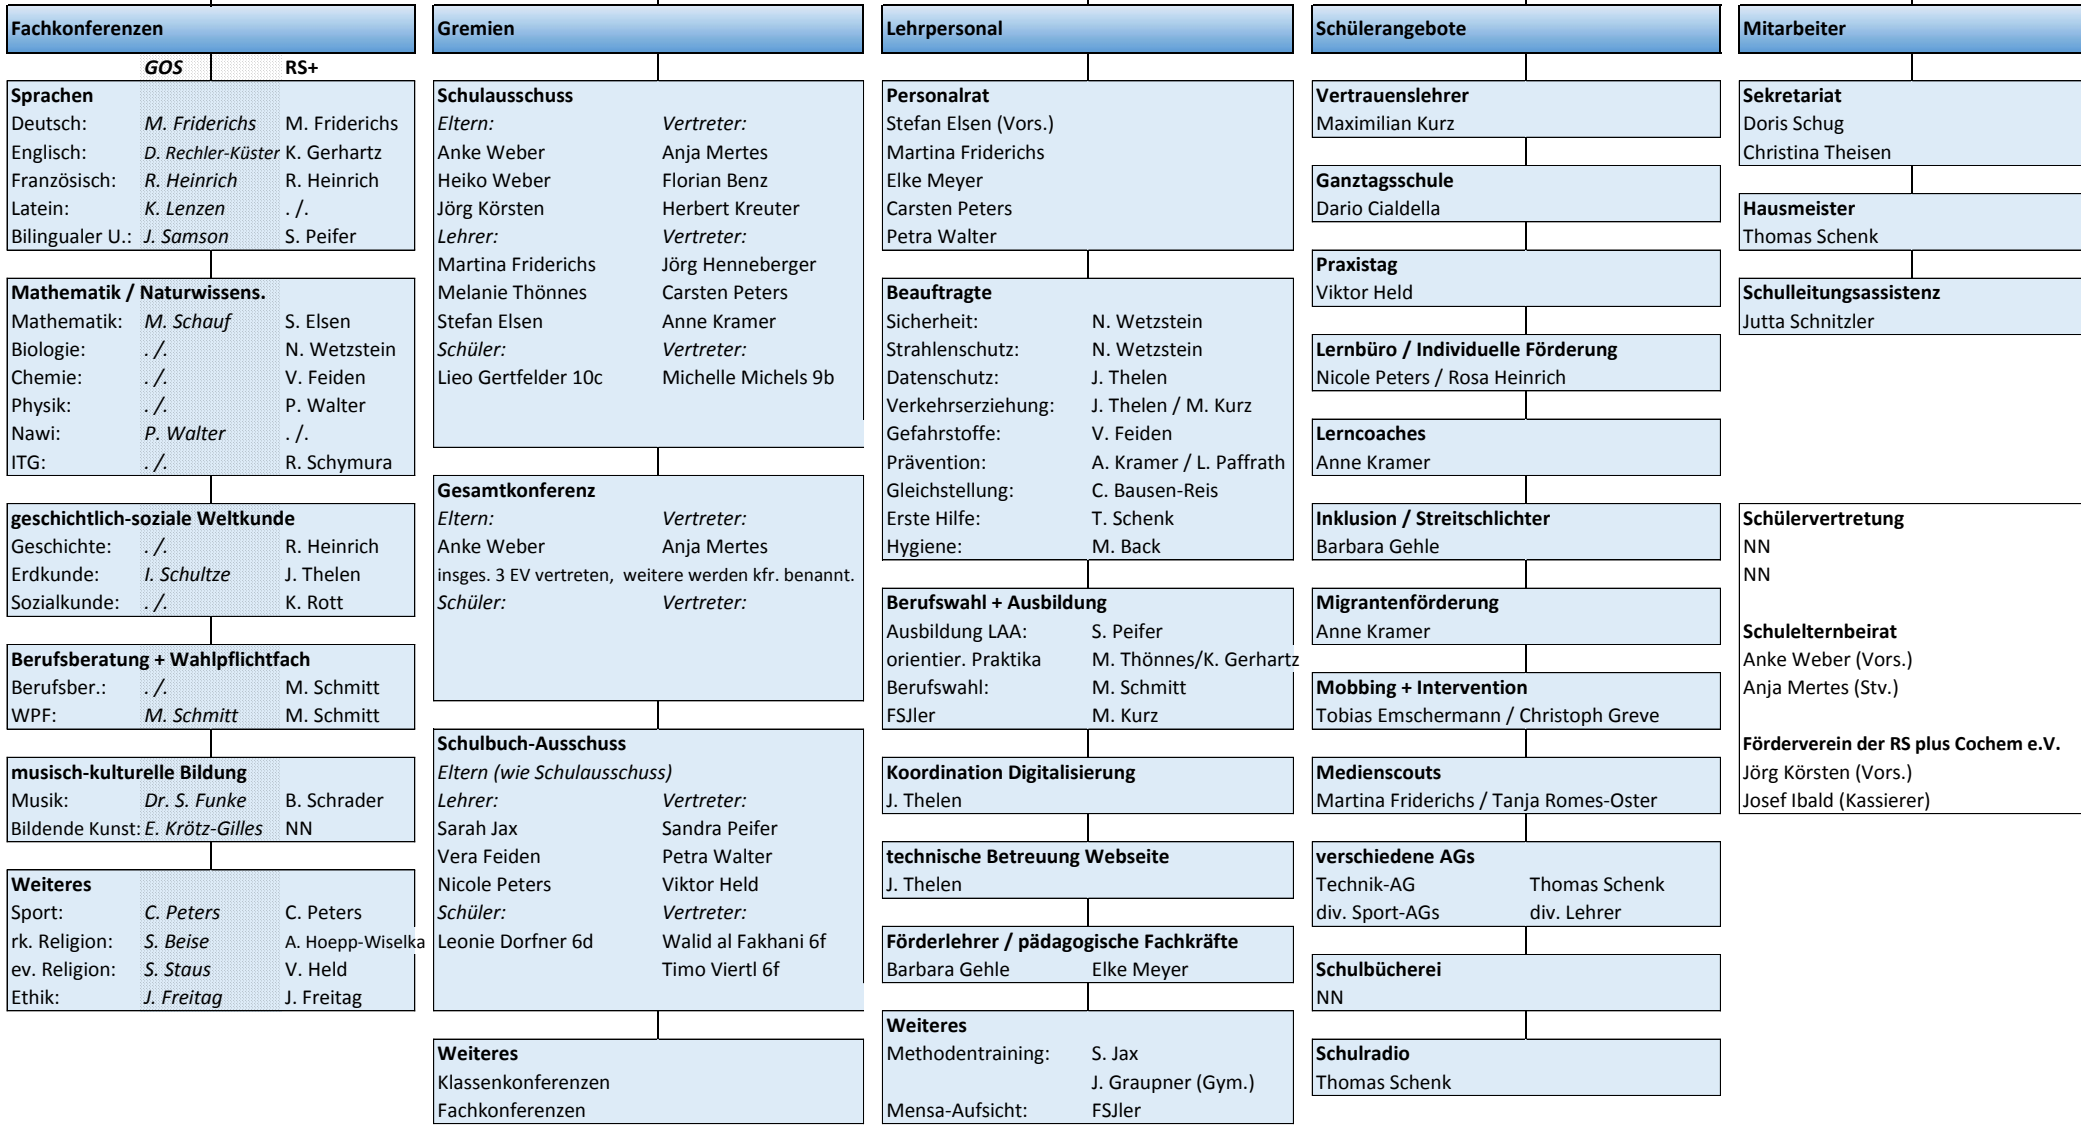 Fachkonferenzen
GOS RS+
Sprachen
Deutsch: M. Friderichs M. Friderichs
Englisch: D. Rechler-Küster K. Gerhartz
Französisch: R. Heinrich R. Heinrich
Latein: K. Lenzen . /.
Bilingualer U.: J. Samson S. Peifer
Mathematik / Naturwissens.
Mathematik: M. Schauf S. Elsen
Biologie: . /. N. Wetzstein
Chemie: . /. V. Feiden
Physik: . /. P. Walter
Nawi: P. Walter . /.
ITG: . /. R. Schymura
geschichtlich-soziale Weltkunde
Geschichte: . /. R. Heinrich
Erdkunde: I. Schultze J. Thelen
Sozialkunde: . /. K. Rott
Berufsberatung + Wahlpflichtfach
Berufsber.: . /. M. Schmitt
WPF: M. Schmitt M. Schmitt
musisch-kulturelle Bildung
Musik: Dr. S. Funke B. Schrader
Bildende Kunst: E. Krötz-Gilles NN
Weiteres
Sport: C. Peters C. Peters
rk. Religion: S. Beise A. Hoepp-Wiselka
ev. Religion: S. Staus V. Held
Ethik: J. Freitag J. Freitag
Gremien
Schulausschuss
Eltern: Vertreter:
Anke Weber Anja Mertes
Heiko Weber Florian Benz
Jörg Körsten Herbert Kreuter
Lehrer: Vertreter:
Martina Friderichs Jörg Henneberger
Melanie Thönnes Carsten Peters
Stefan Elsen Anne Kramer
Schüler: Vertreter:
Lieo Gertfelder 10c Michelle Michels 9b
Gesamtkonferenz
Eltern: Vertreter:
Anke Weber Anja Mertes
insges. 3 EV vertreten, weitere werden kfr. benannt.
Schüler: Vertreter:
Schulbuch-Ausschuss
Eltern (wie Schulausschuss)
Lehrer: Vertreter:
Sarah Jax Sandra Peifer
Vera Feiden Petra Walter
Nicole Peters Viktor Held
Schüler: Vertreter:
Leonie Dorfner 6d Walid al Fakhani 6f
Timo Viertl 6f
Weiteres
Klassenkonferenzen
Fachkonferenzen
Lehrpersonal
Personalrat
Stefan Elsen (Vors.)
Martina Friderichs
Elke Meyer
Carsten Peters
Petra Walter
Beauftragte
Sicherheit: N. Wetzstein
Strahlenschutz: N. Wetzstein
Datenschutz: J. Thelen
Verkehrserziehung: J. Thelen / M. Kurz
Gefahrstoffe: V. Feiden
Prävention: A. Kramer / L. Paffrath
Gleichstellung: C. Bausen-Reis
Erste Hilfe: T. Schenk
Hygiene: M. Back
Berufswahl + Ausbildung
Ausbildung LAA: S. Peifer
orientier. Praktika M. Thönnes/K. Gerhartz
Berufswahl: M. Schmitt
FSJler M. Kurz
Koordination Digitalisierung
J. Thelen
technische Betreuung Webseite
J. Thelen
Förderlehrer / pädagogische Fachkräfte
Barbara Gehle Elke Meyer
Weiteres
Methodentraining: S. Jax
J. Graupner (Gym.)
Mensa-Aufsicht: FSJler
Schülerangebote
Vertrauenslehrer
Maximilian Kurz
Ganztagsschule
Dario Cialdella
Praxistag
Viktor Held
Lernbüro / Individuelle Förderung
Nicole Peters / Rosa Heinrich
Lerncoaches
Anne Kramer
Inklusion / Streitschlichter
Barbara Gehle
Migrantenförderung
Anne Kramer
Mobbing + Intervention
Tobias Emschermann / Christoph Greve
Medienscouts
Martina Friderichs / Tanja Romes-Oster
verschiedene AGs
Technik-AG Thomas Schenk
div. Sport-AGs div. Lehrer
Schulbücherei
NN
Schulradio
Thomas Schenk
Mitarbeiter
Sekretariat
Doris Schug
Christina Theisen
Hausmeister
Thomas Schenk
Schulleitungsassistenz
Jutta Schnitzler
Schülervertretung
NN
NN
Schulelternbeirat
Anke Weber (Vors.)
Anja Mertes (Stv.)
Förderverein der RS plus Cochem e.V.
Jörg Körsten (Vors.)
Josef Ibald (Kassierer)